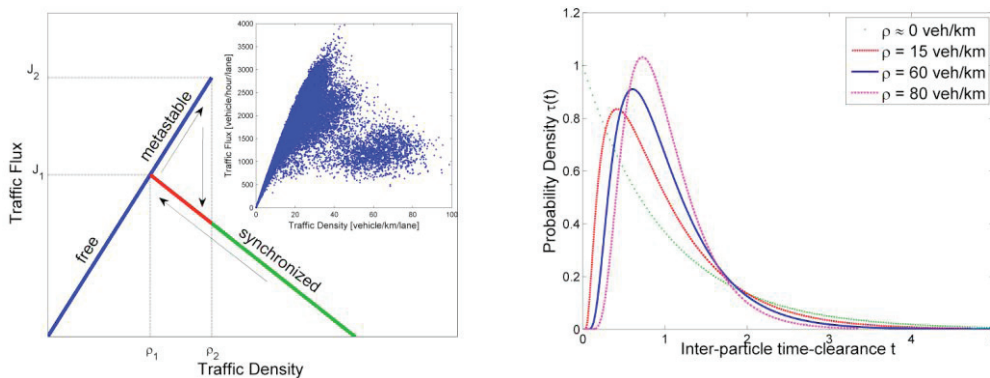 Traffic Flux
J2
J1
free
metastable
synchronized
ρ1
ρ2
Traffic Density
Traffic Flux [vehicle/hour/lane]
4000
3500
3000
2500
2000
1500
1000
500
0
0 20 40 60 80 100
Traffic Density [vehicle/km/lane]
Probability Density τ(t)
1.2
1
0.8
0.6
0.4
0.2
0
0 1 2 3 4
Inter-particle time-clearance t
ρ ≈ 0 veh/km
ρ = 15 veh/km
ρ = 60 veh/km
ρ = 80 veh/km